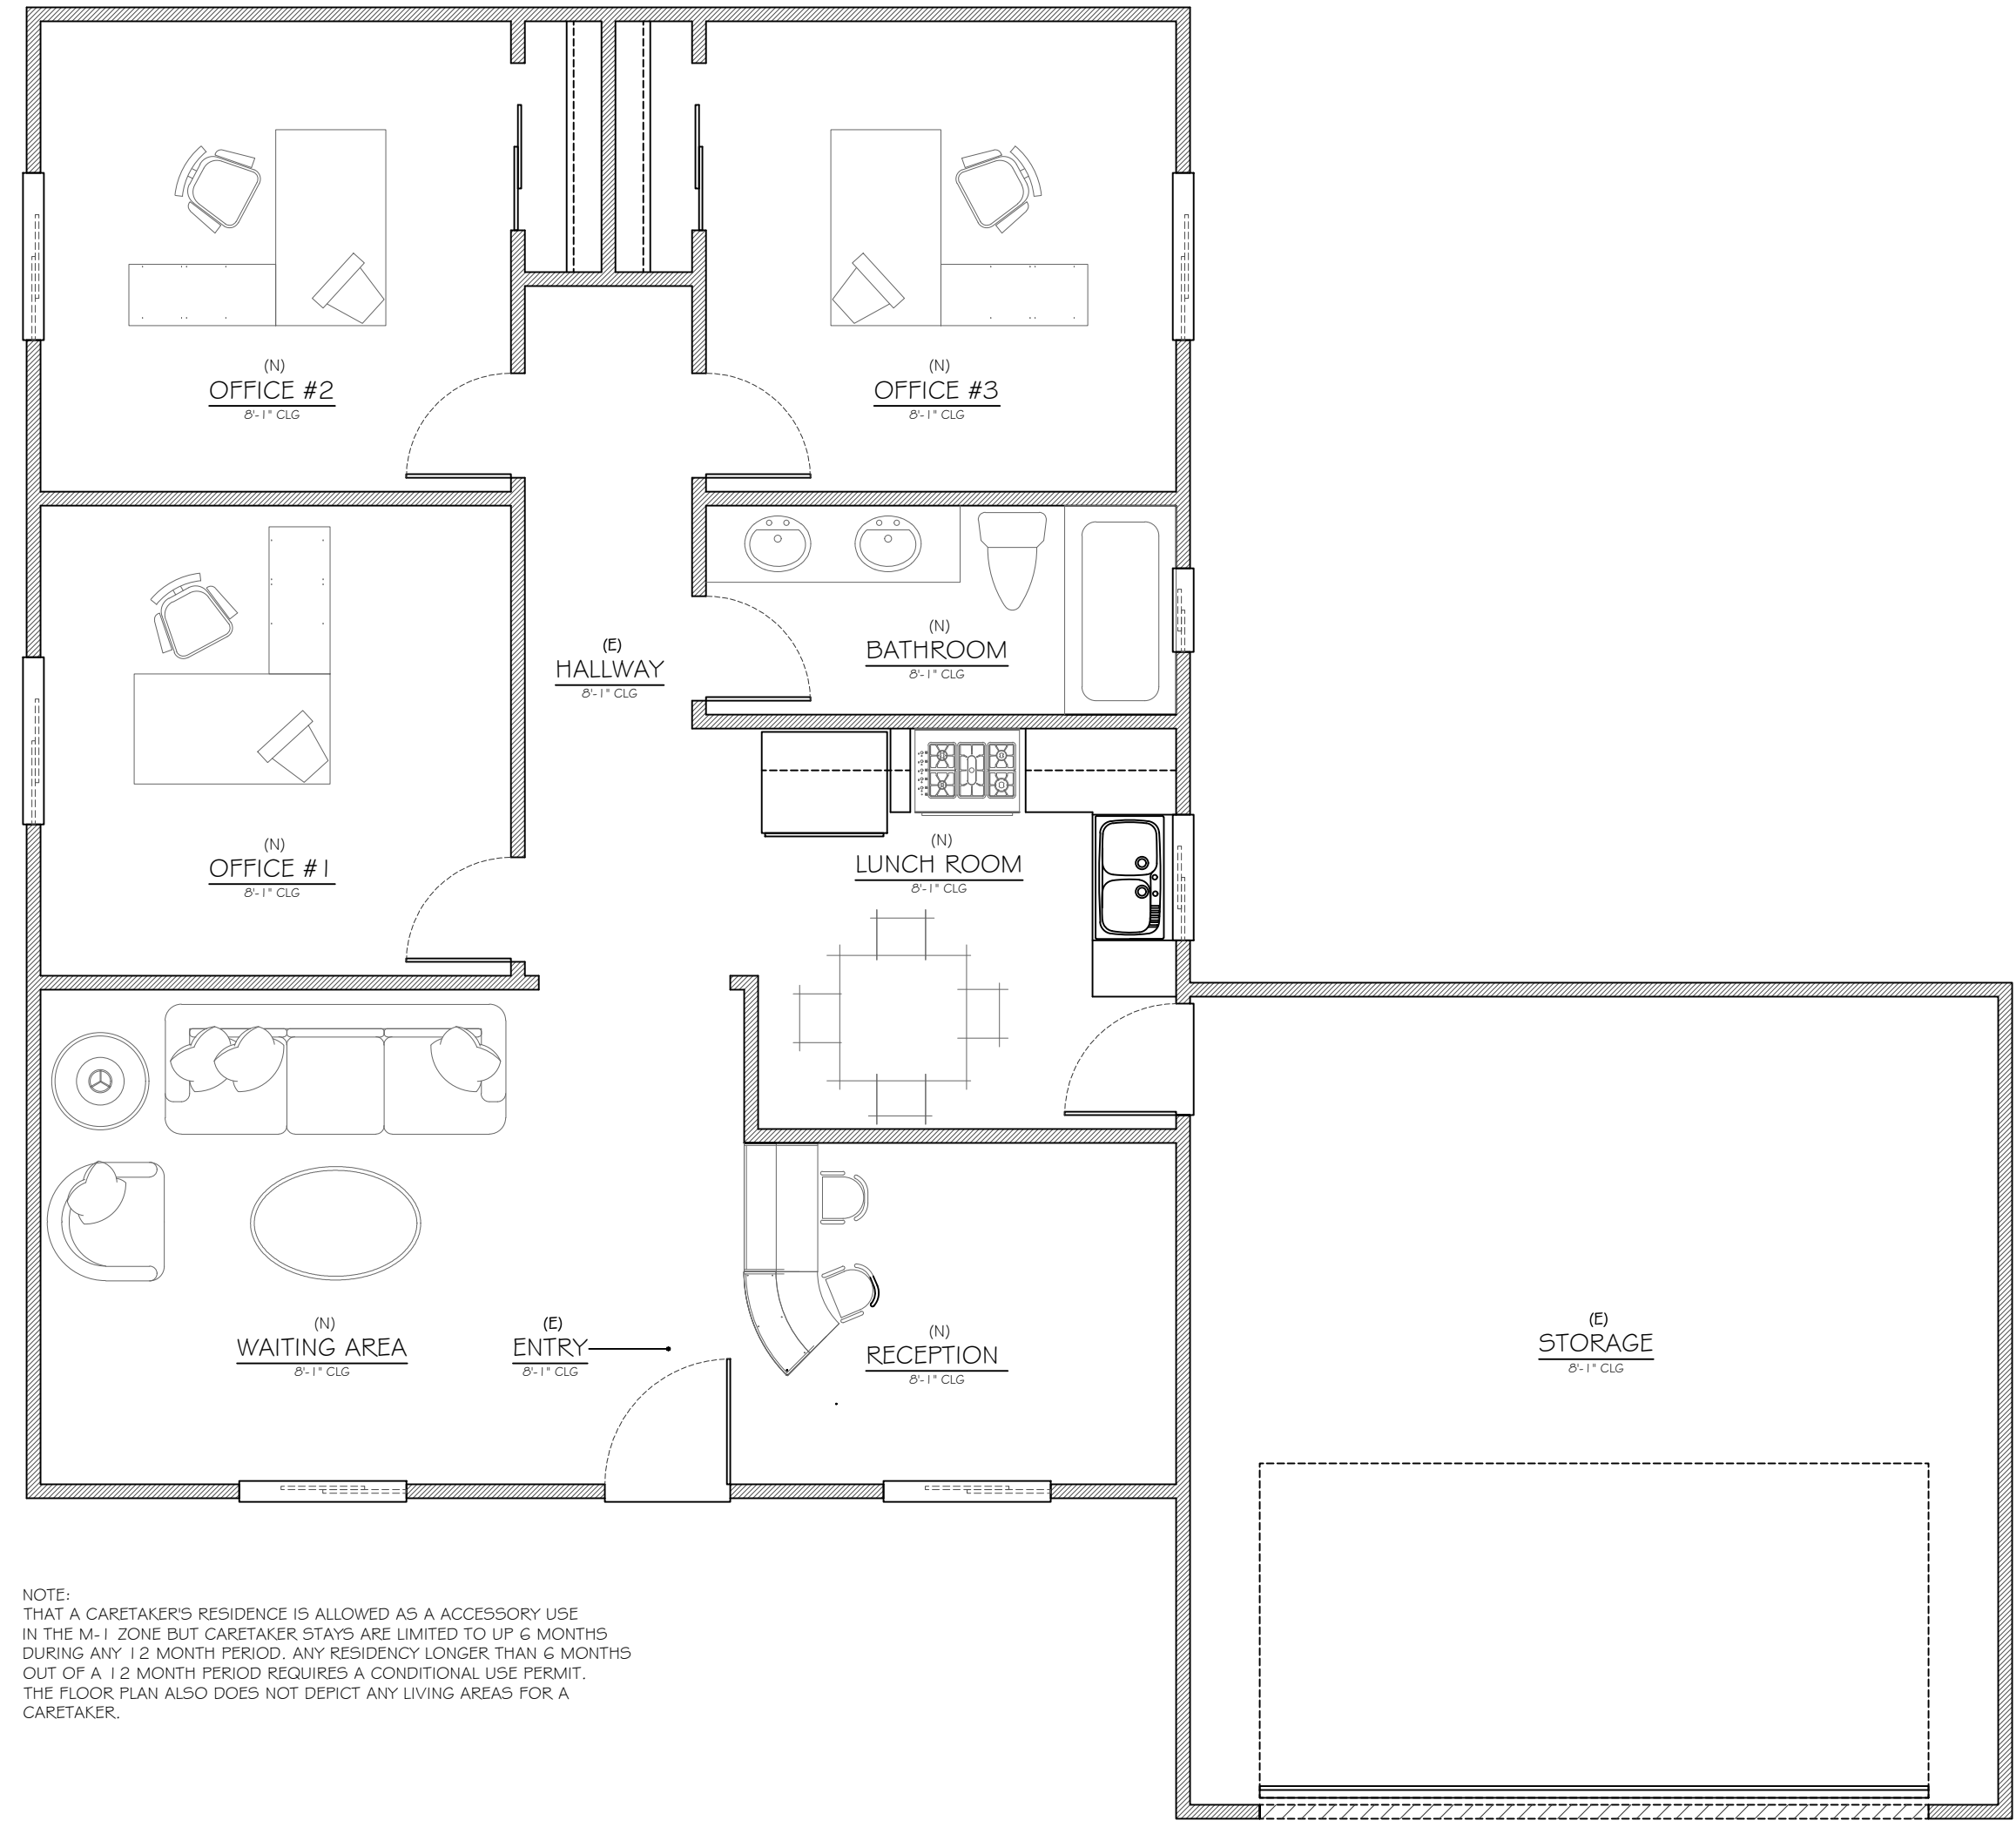 (N)
OFFICE #2
8'-1" CLG
(N)
OFFICE #3
8'-1" CLG
(E)
HALLWAY
8'-1" CLG
(N)
BATHROOM
8'-1" CLG
(N)
OFFICE #1
8'-1" CLG
(N)
LUNCH ROOM
8'-1" CLG
(N)
WAITING AREA
8'-1" CLG
(E)
ENTRY
8'-1" CLG
(N)
RECEPTION
8'-1" CLG
(E)
STORAGE
8'-1" CLG
NOTE:
THAT A CARETAKER'S RESIDENCE IS ALLOWED AS A ACCESSORY USE
IN THE M-1 ZONE BUT CARETAKER STAYS ARE LIMITED TO UP 6 MONTHS
DURING ANY 12 MONTH PERIOD. ANY RESIDENCY LONGER THAN 6 MONTHS
OUT OF A 12 MONTH PERIOD REQUIRES A CONDITIONAL USE PERMIT.
THE FLOOR PLAN ALSO DOES NOT DEPICT ANY LIVING AREAS FOR A
CARETAKER.